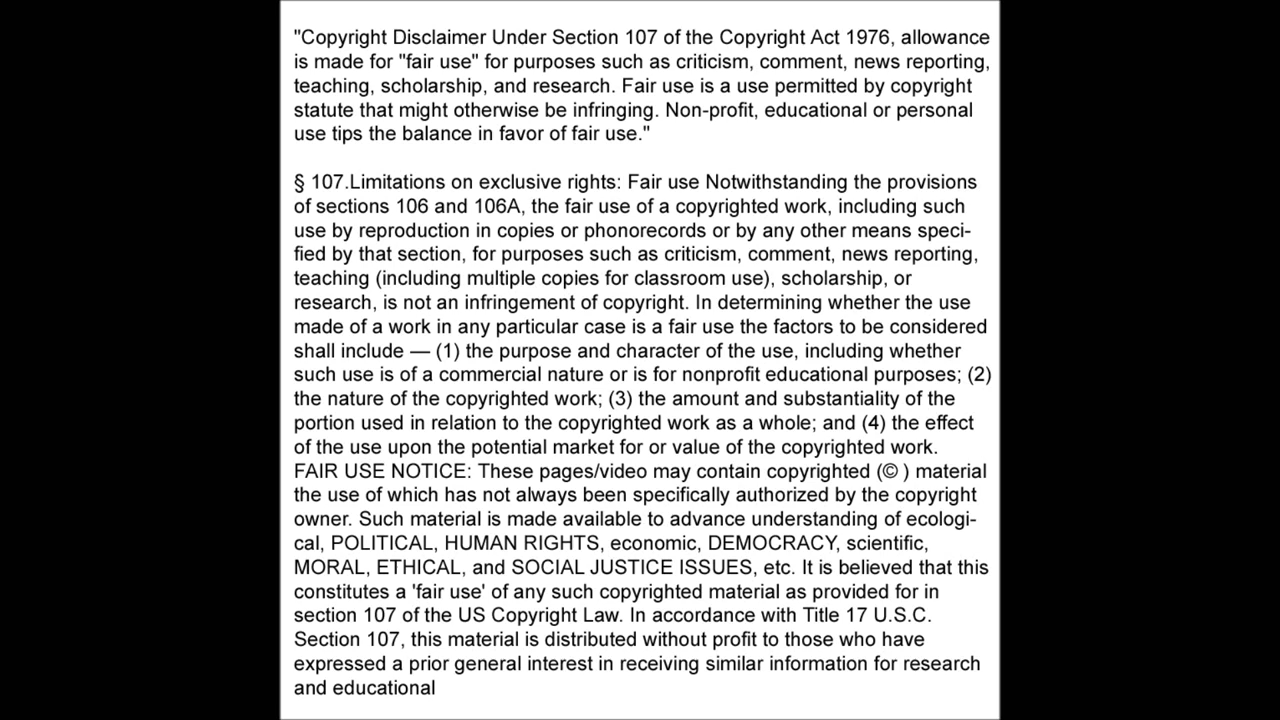 "Copyright Disclaimer Under Section 107 of the Copyright Act 1976, allowance
is made for "fair use" for purposes such as criticism, comment, news reporting,
teaching, scholarship, and research. Fair use is a use permitted by copyright
statute that might otherwise be infringing. Non-profit, educational or personal
use tips the balance in favor of fair use."
§ 107.Limitations on exclusive rights: Fair use Notwithstanding the provisions
of sections 106 and 106A, the fair use of a copyrighted work, including such
use by reproduction in copies or phonorecords or by any other means speci-
fied by that section, for purposes such as criticism, comment, news reporting,
teaching (including multiple copies for classroom use), scholarship, or
research, is not an infringement of copyright. In determining whether the use
made of a work in any particular case is a fair use the factors to be considered
shall include — (1) the purpose and character of the use, including whether
such use is of a commercial nature or is for nonprofit educational purposes; (2)
the nature of the copyrighted work; (3) the amount and substantiality of the
portion used in relation to the copyrighted work as a whole; and (4) the effect
of the use upon the potential market for or value of the copyrighted work.
FAIR USE NOTICE: These pages/video may contain copyrighted (© ) material
the use of which has not always been specifically authorized by the copyright
owner. Such material is made available to advance understanding of ecologi-
cal, POLITICAL, HUMAN RIGHTS, economic, DEMOCRACY, scientific,
MORAL, ETHICAL, and SOCIAL JUSTICE ISSUES, etc. It is believed that this
constitutes a 'fair use' of any such copyrighted material as provided for in
section 107 of the US Copyright Law. In accordance with Title 17 U.S.C.
Section 107, this material is distributed without profit to those who have
expressed a prior general interest in receiving similar information for research
and educational